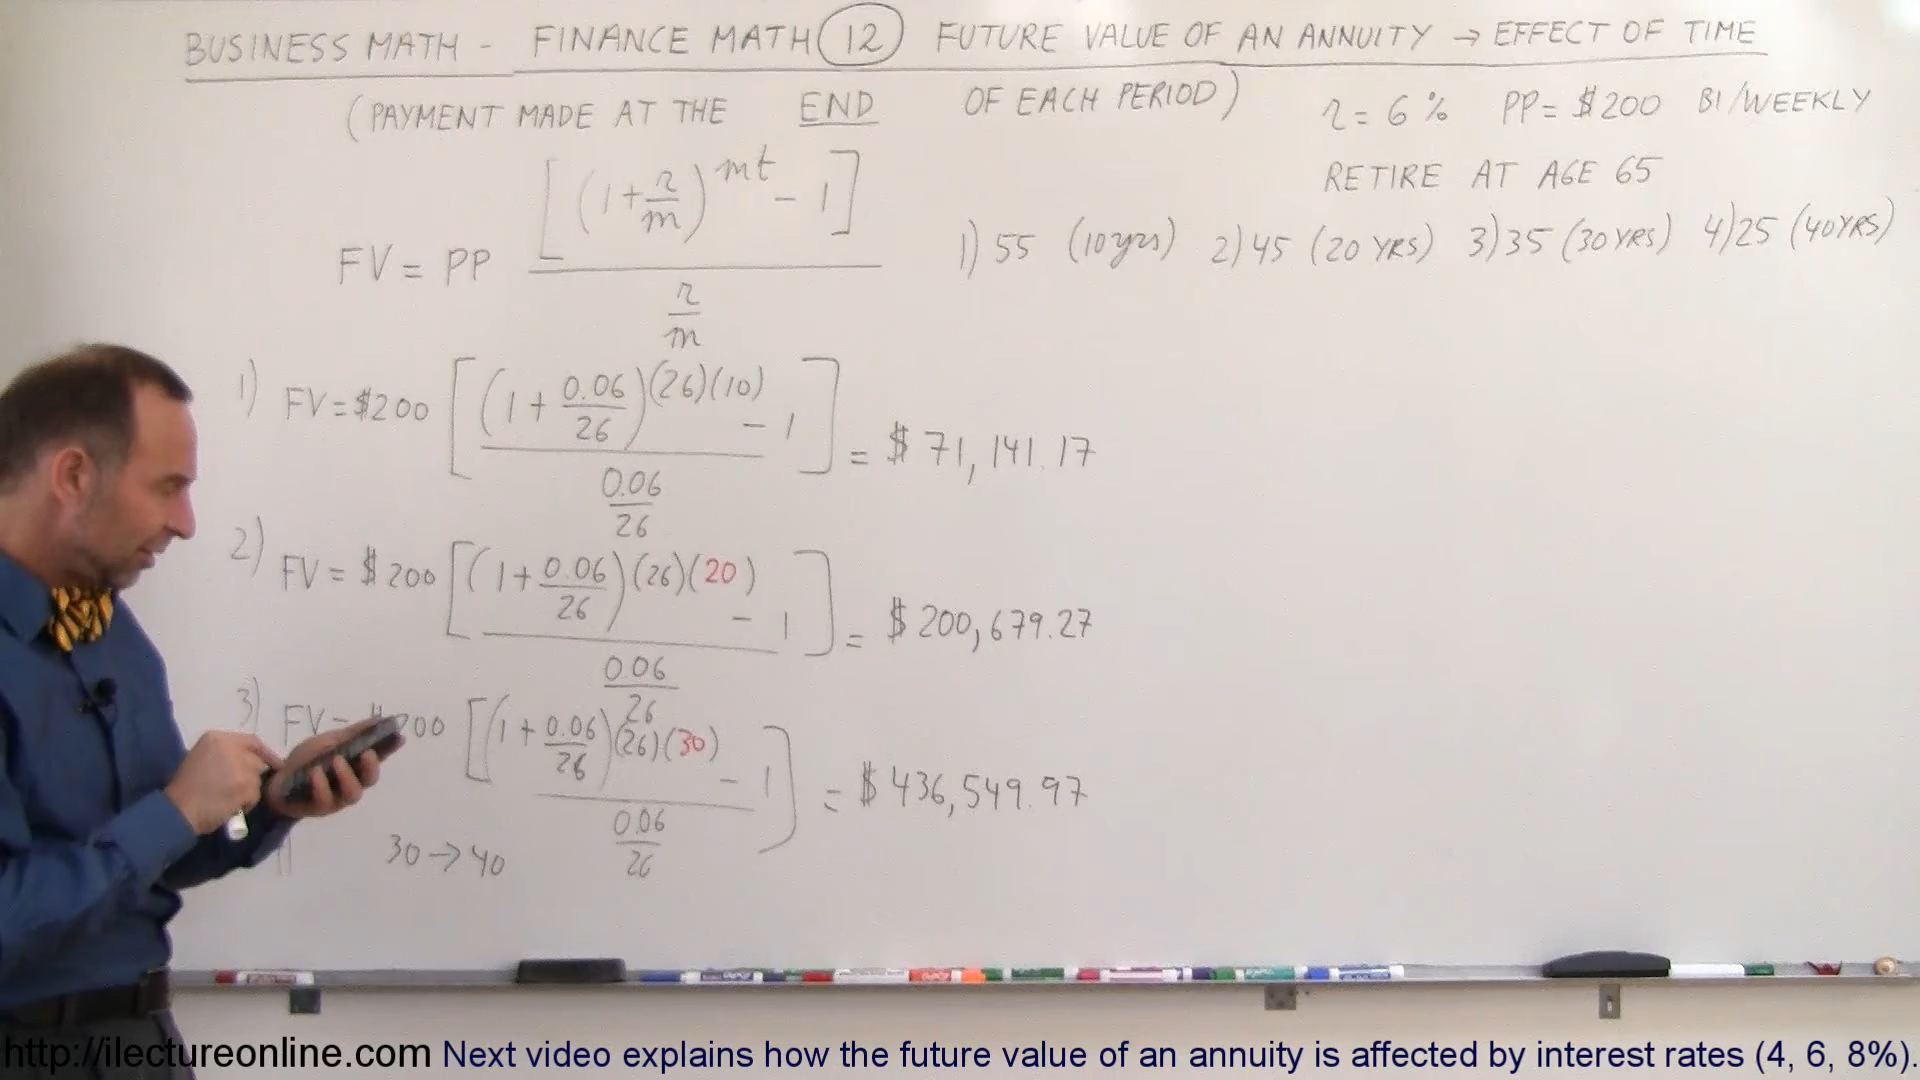 BUSINESS MATH - FINANCE MATH 12 FUTURE VALUE OF AN ANNUITY → EFFECT OF TIME
(PAYMENT MADE AT THE END OF EACH PERIOD)
r = 6% PP = $200 BI/WEEKLY
RETIRE AT AGE 65
1) 55 (10yrs) 2) 45 (20 YRS) 3) 35 (30 YRS) 4) 25 (40 YRS)
FV = PP [(1 + r/m)^mt - 1] / (r/m)
1) FV = $200 [((1 + 0.06/26)^(26)(10) - 1) / (0.06/26)] = $71,141.17
2) FV = $200 [((1 + 0.06/26)^(26)(20) - 1) / (0.06/26)] = $200,679.27
3) FV = $200 [((1 + 0.06/26)^(26)(30) - 1) / (0.06/26)] = $436,549.97
30 → 40
http://ilectureonline.com Next video explains how the future value of an annuity is affected by interest rates (4, 6, 8%).